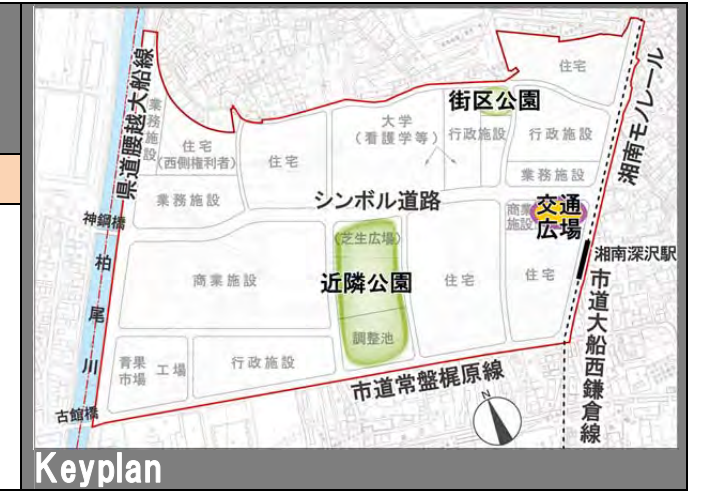 県道腰越大船線
業務施設
住宅
(西側権利者)
業務施設
住宅
大学
(看護学等)
街区公園
行政施設
行政施設
住宅
業務施設
湘南モノレール
シンボル道路
商業
施設
交通
広場
神鋼橋
柏尾川
商業施設
(芝生広場)
近隣公園
調整池
住宅
住宅
湘南深沢駅
市道大船西鎌倉線
青果
市場
工場
行政施設
市道常盤梶原線
古館橋
N
Keyplan